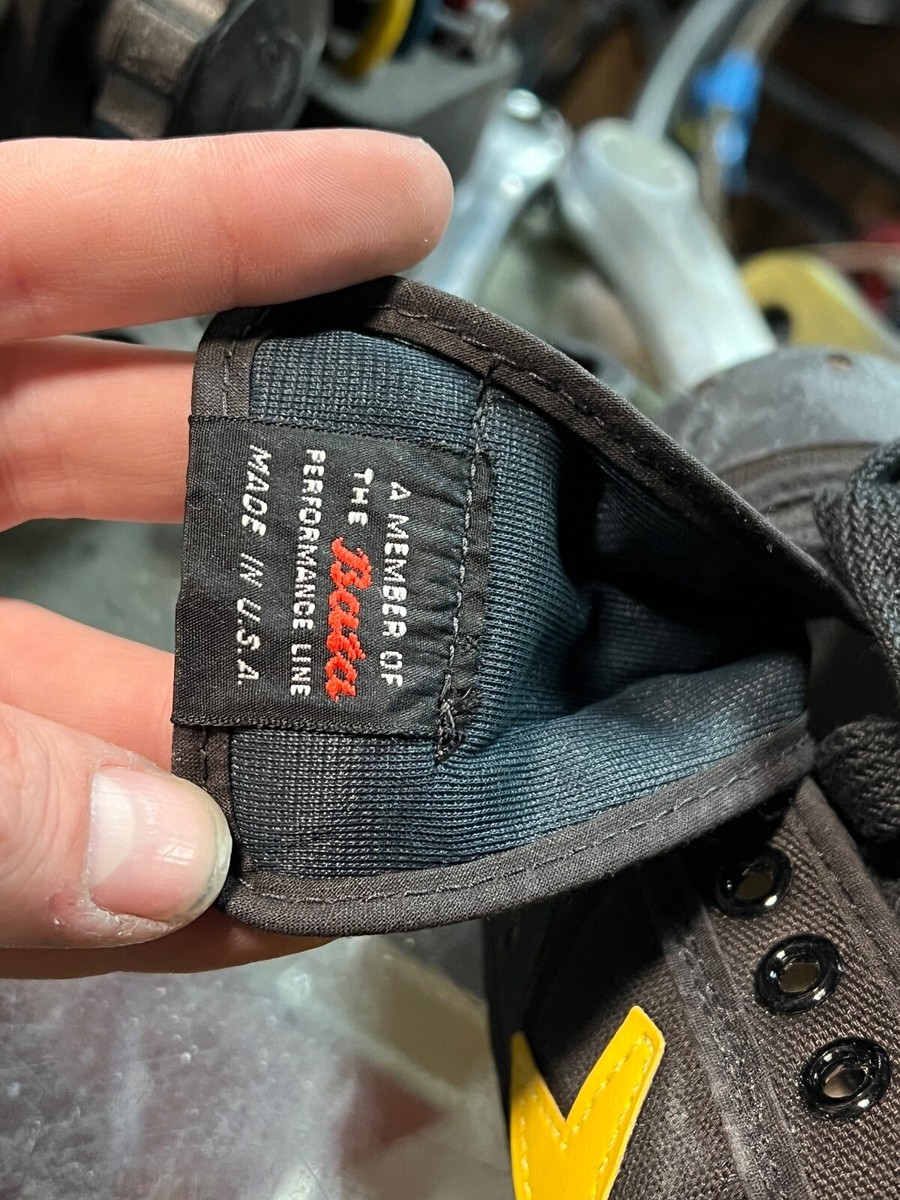 A MEMBER OF
THE Bata
PERFORMANCE LINE
MADE IN U.S.A.